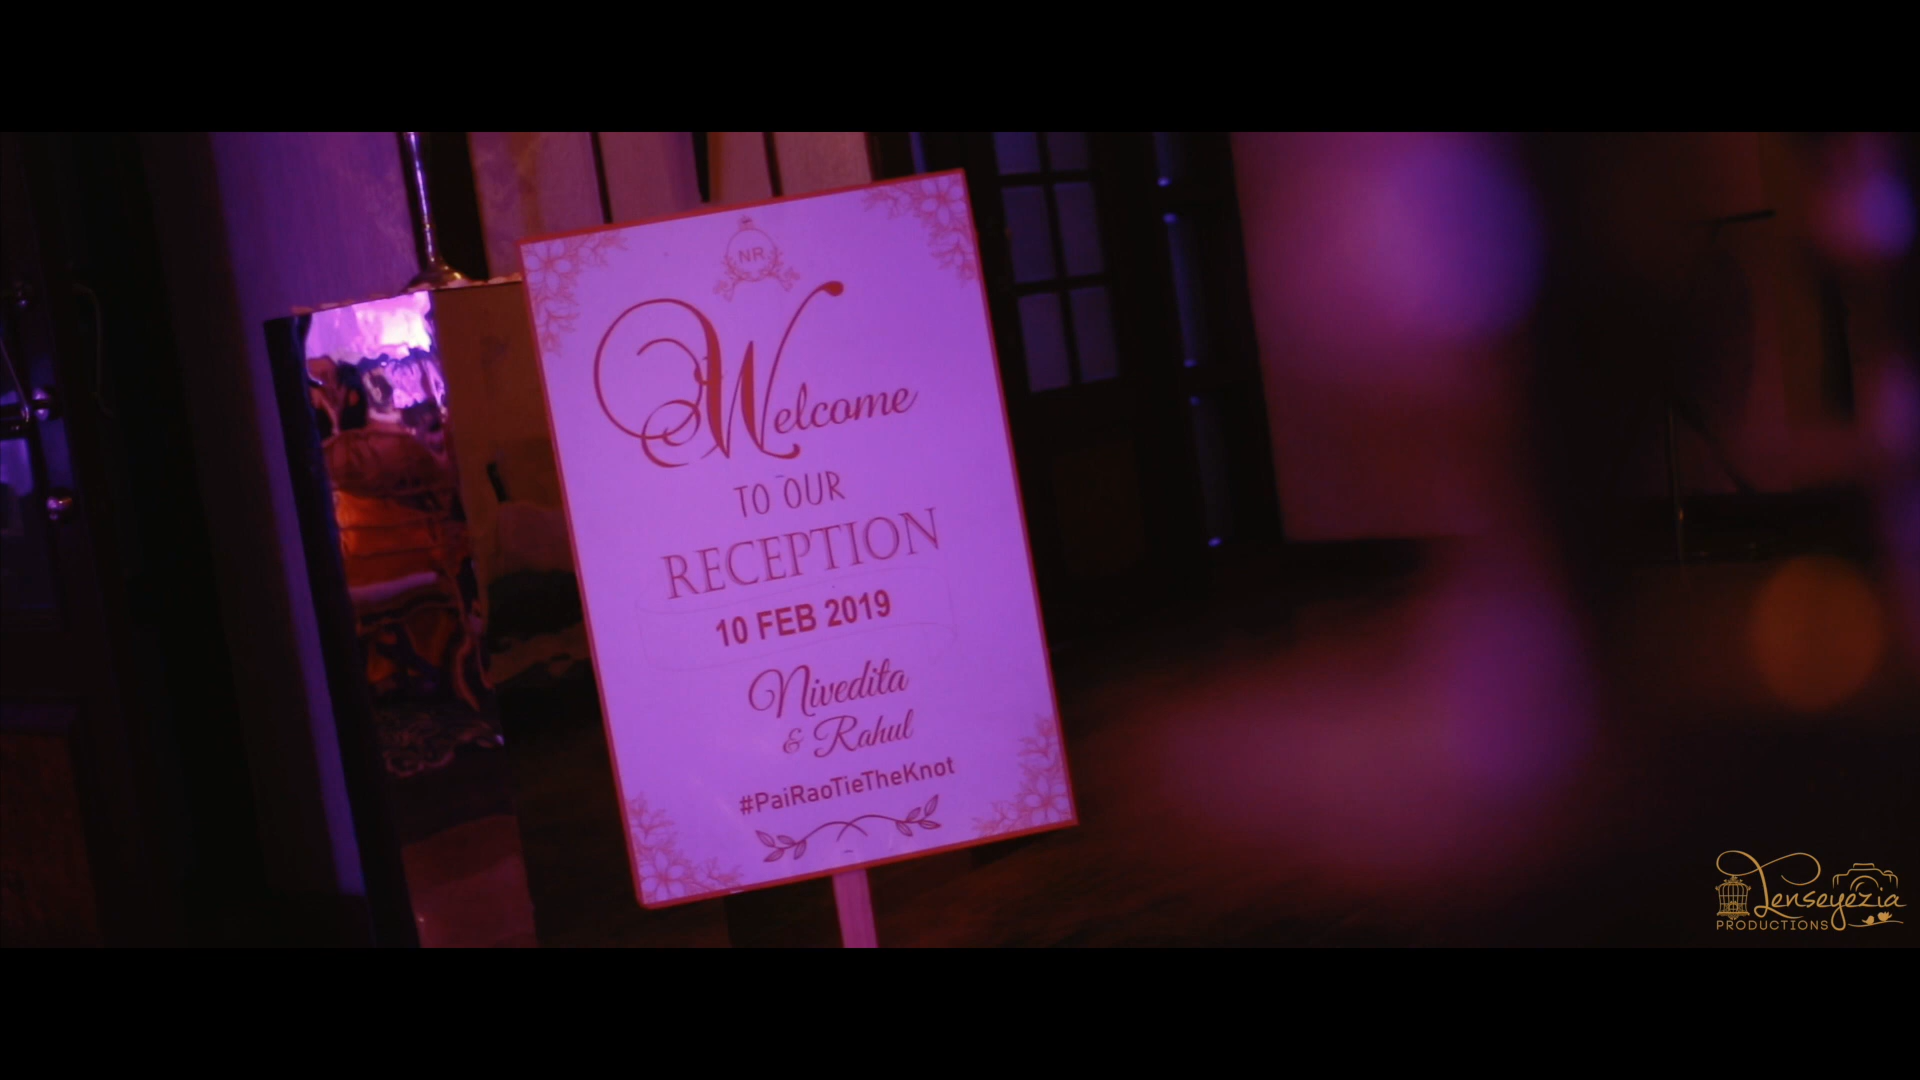 NR
Welcome
TO OUR
RECEPTION
10 FEB 2019
Nivedita
& Rahul
#PaiRaoTieTheKnot
Lenseyezia
PRODUCTIONS